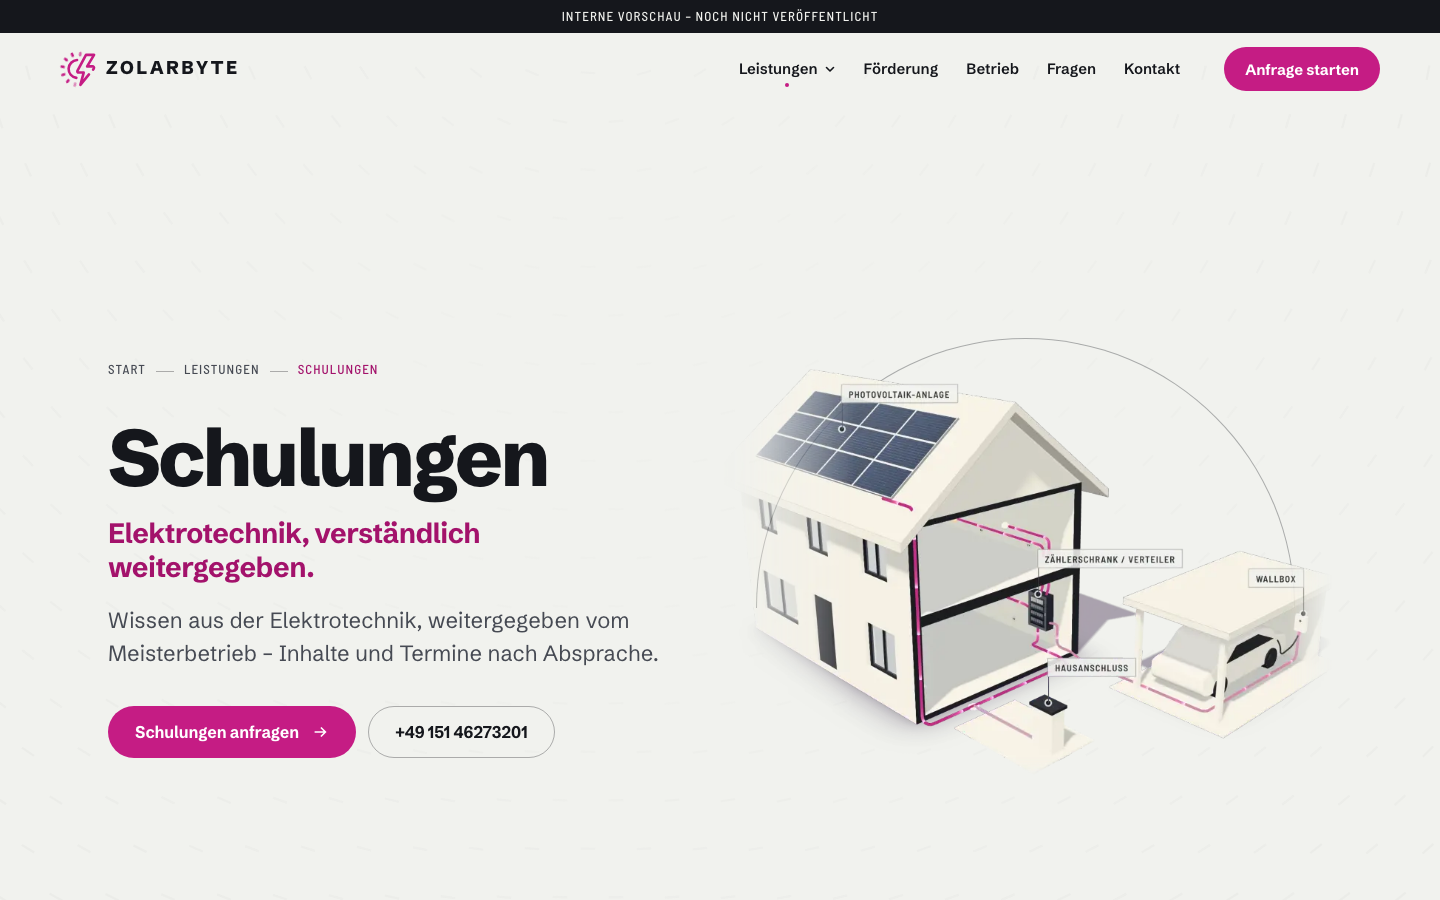 INTERNE VORSCHAU – NOCH NICHT VERÖFFENTLICHT
ZOLARBYTE
Leistungen
Förderung
Betrieb
Fragen
Kontakt
Anfrage starten
START — LEISTUNGEN — SCHULUNGEN
Schulungen
Elektrotechnik, verständlich
weitergegeben.
Wissen aus der Elektrotechnik, weitergegeben vom
Meisterbetrieb – Inhalte und Termine nach Absprache.
Schulungen anfragen →
+49 151 46273201
PHOTOVOLTAIK-ANLAGE
ZÄHLERSCHRANK / VERTEILER
WALLBOX
HAUSANSCHLUSS